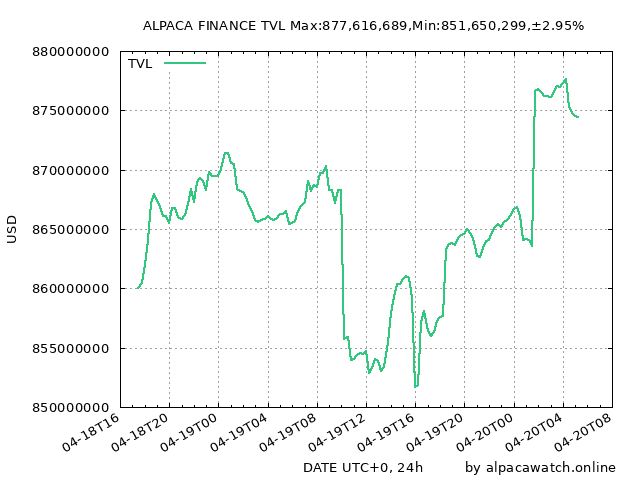 ALPACA FINANCE TVL Max:877,616,689,Min:851,650,299,±2.95%
TVL
880000000
875000000
870000000
865000000
860000000
855000000
850000000
USD
04-18T16
04-18T20
04-19T00
04-19T04
04-19T08
04-19T12
04-19T16
04-19T20
04-20T00
04-20T04
04-20T08
DATE UTC+0, 24h
by alpacawatch.online